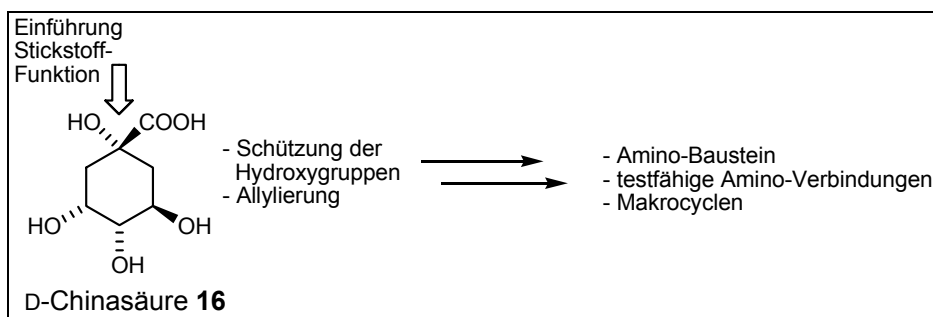 Einführung
Stickstoff-
Funktion
HO
COOH
HO
OH
OH
- Schützung der
Hydroxygruppen
- Allylierung
- Amino-Baustein
- testfähige Amino-Verbindungen
- Makrocyclen
D-Chinasäure 16